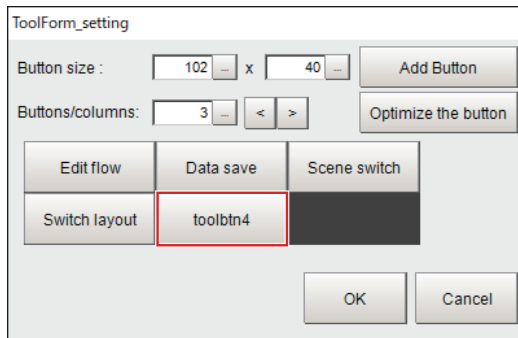 ToolForm_setting
Button size : 102 ... x 40 ... Add Button
Buttons/columns: 3 ... < > Optimize the button
Edit flow Data save Scene switch
Switch layout toolbtn4
OK Cancel